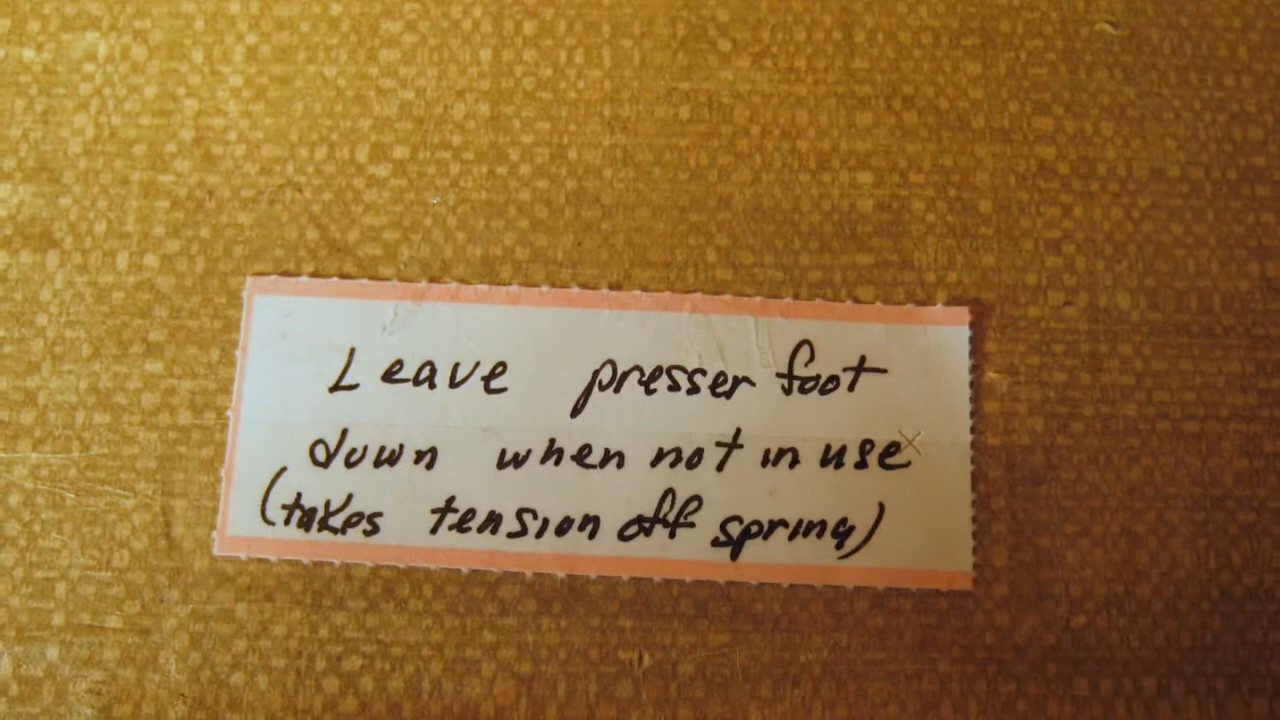 Leave presser foot
down when not in use
(takes tension off spring)